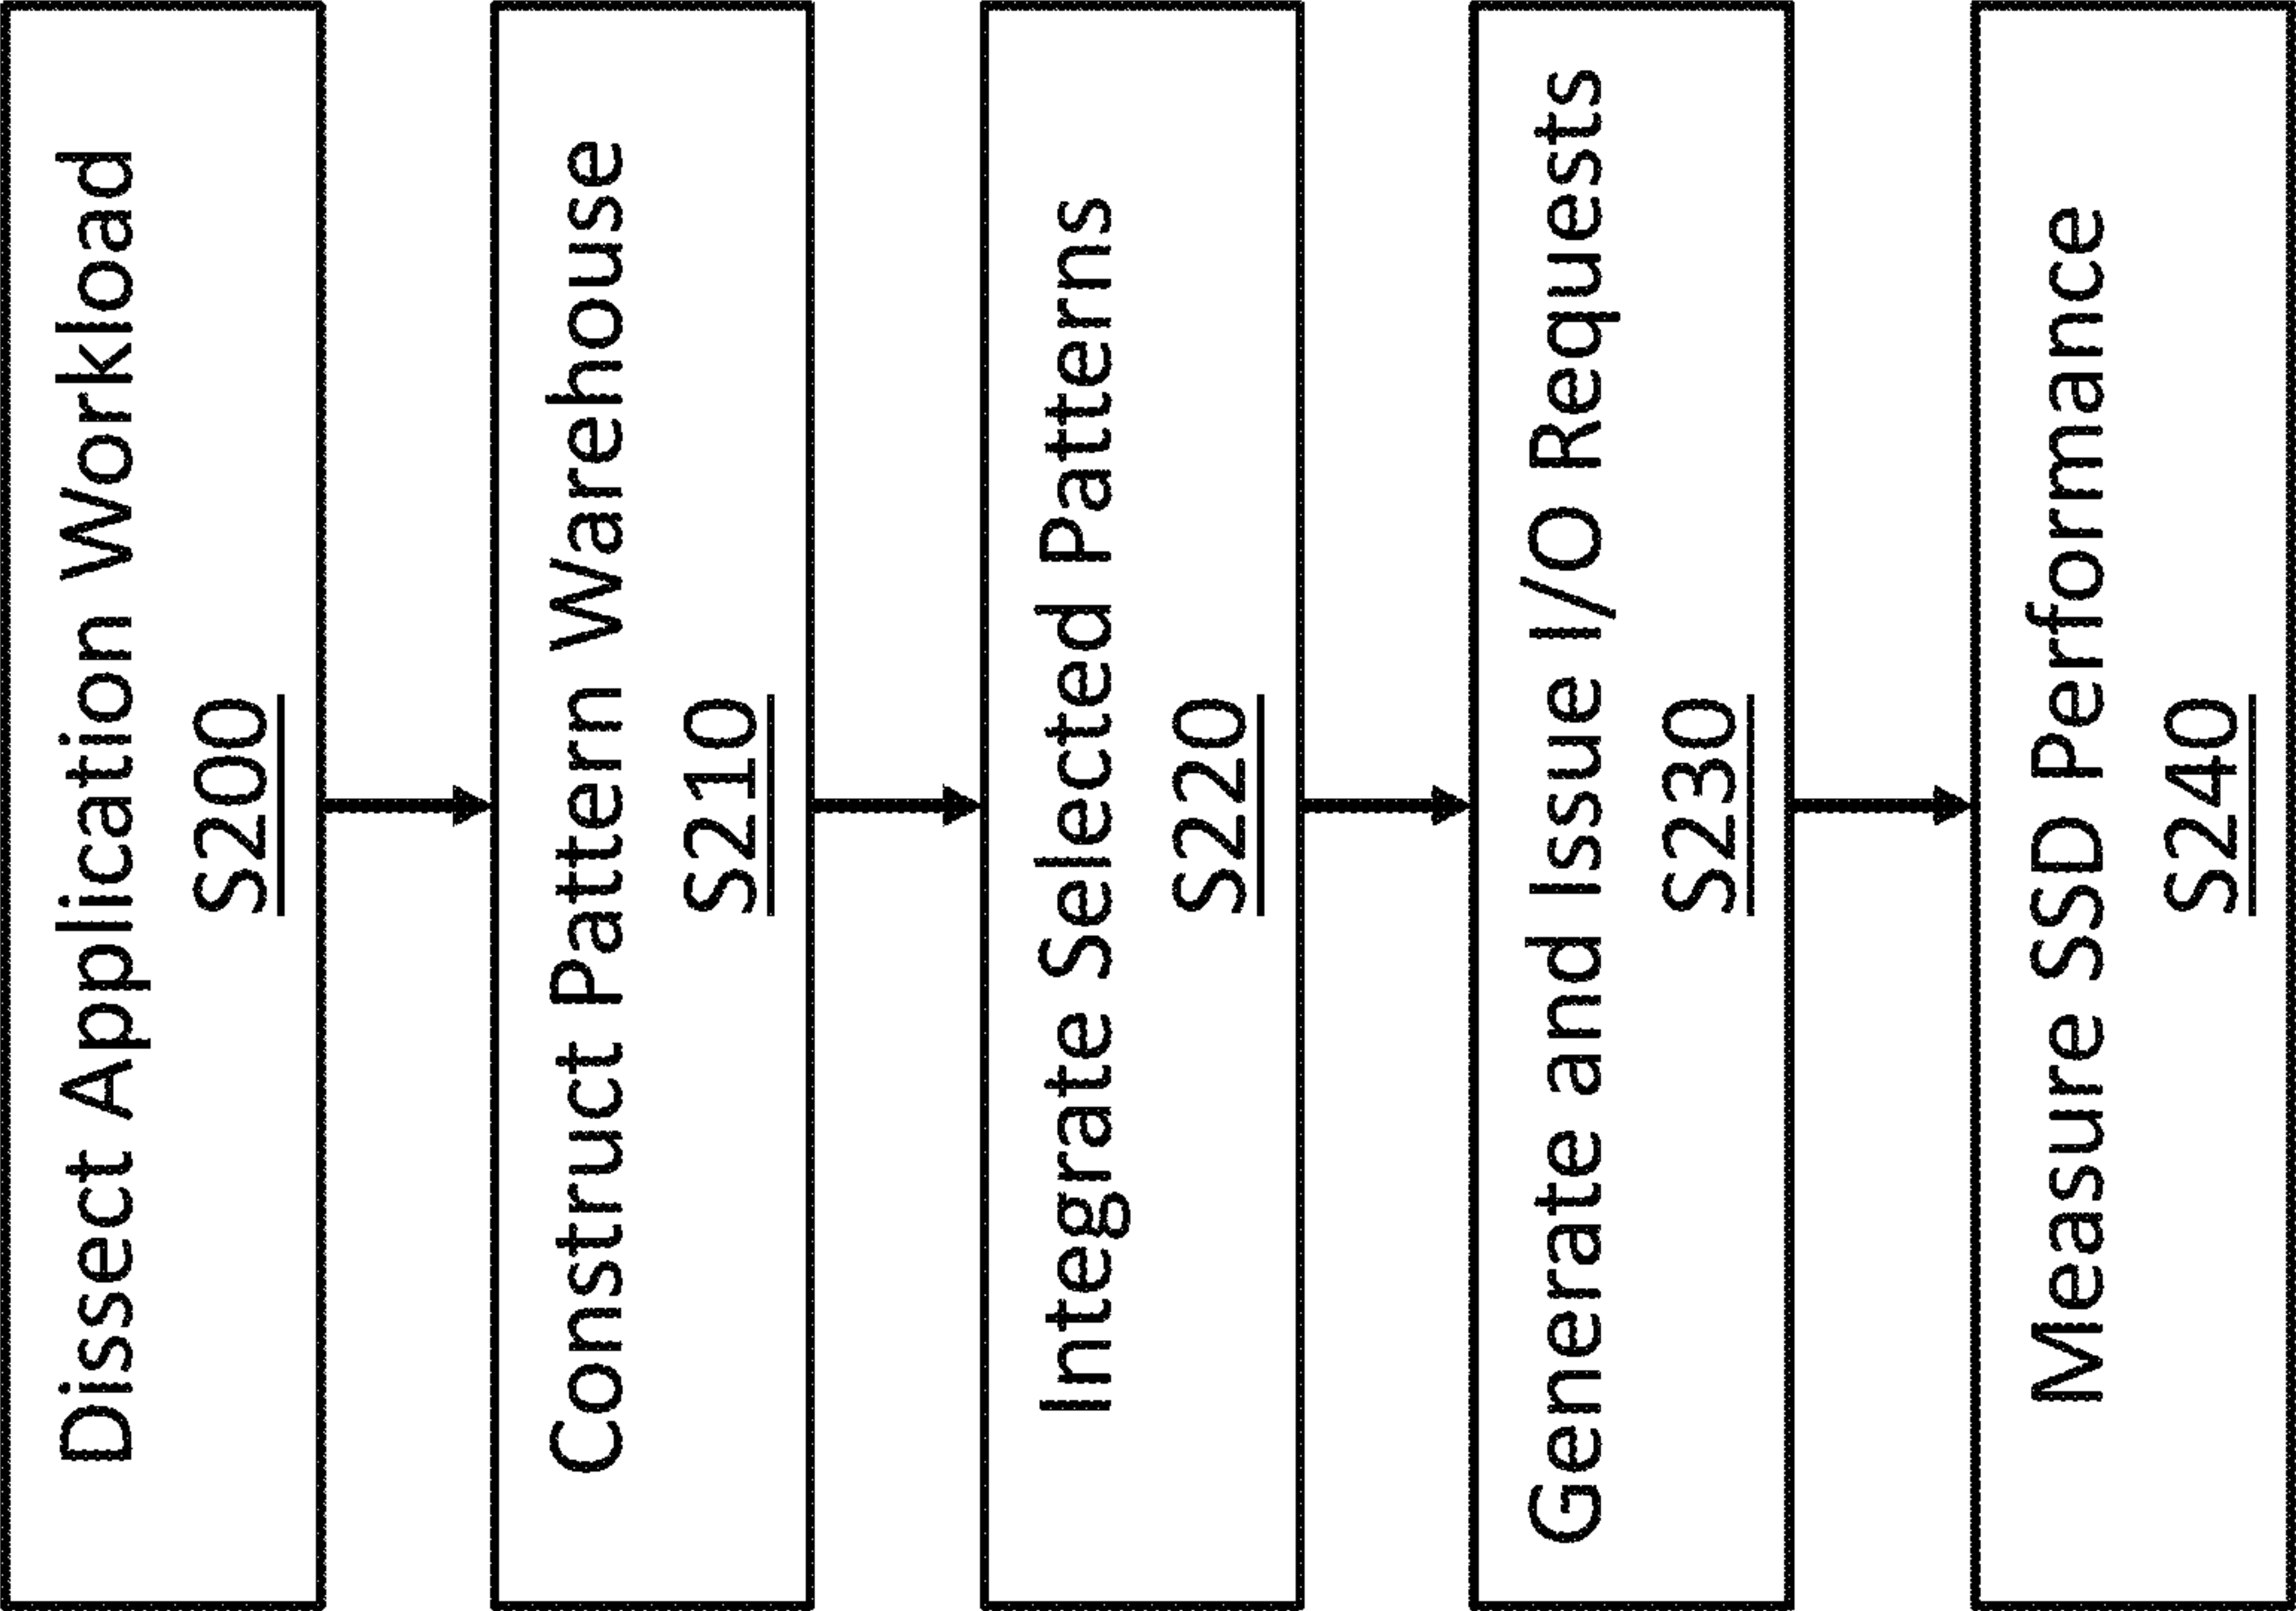 Dissect Application Workload
S200
Construct Pattern Warehouse
S210
Integrate Selected Patterns
S220
Generate and Issue I/O Requests
S230
Measure SSD Performance
S240